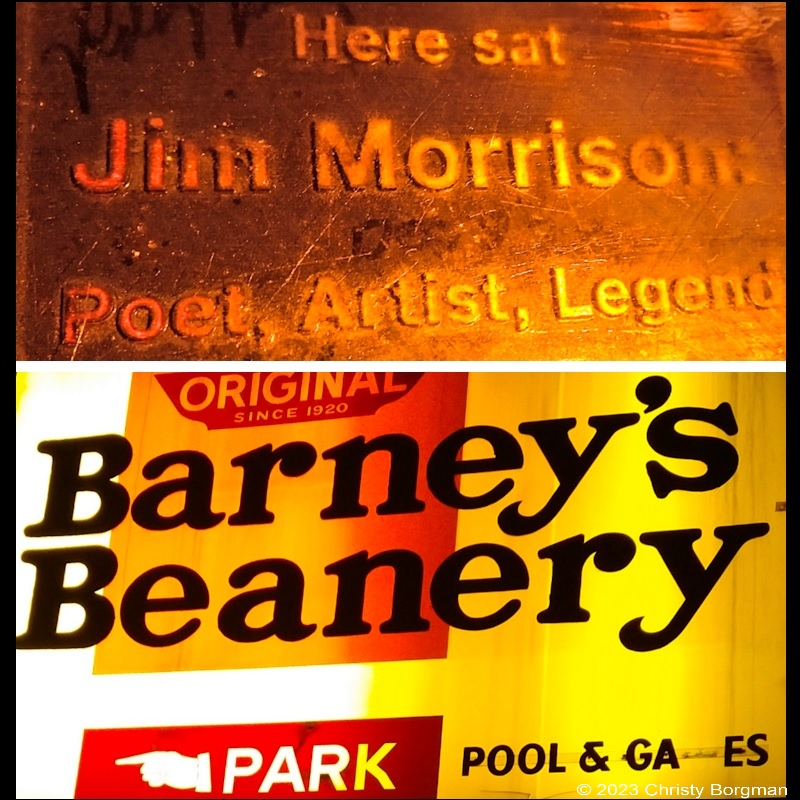 Here sat
Jim Morrison
Poet, Artist, Legend
ORIGINAL
SINCE 1920
Barney's
Beanery
PARK
POOL & GA ES
© 2023 Christy Borgman